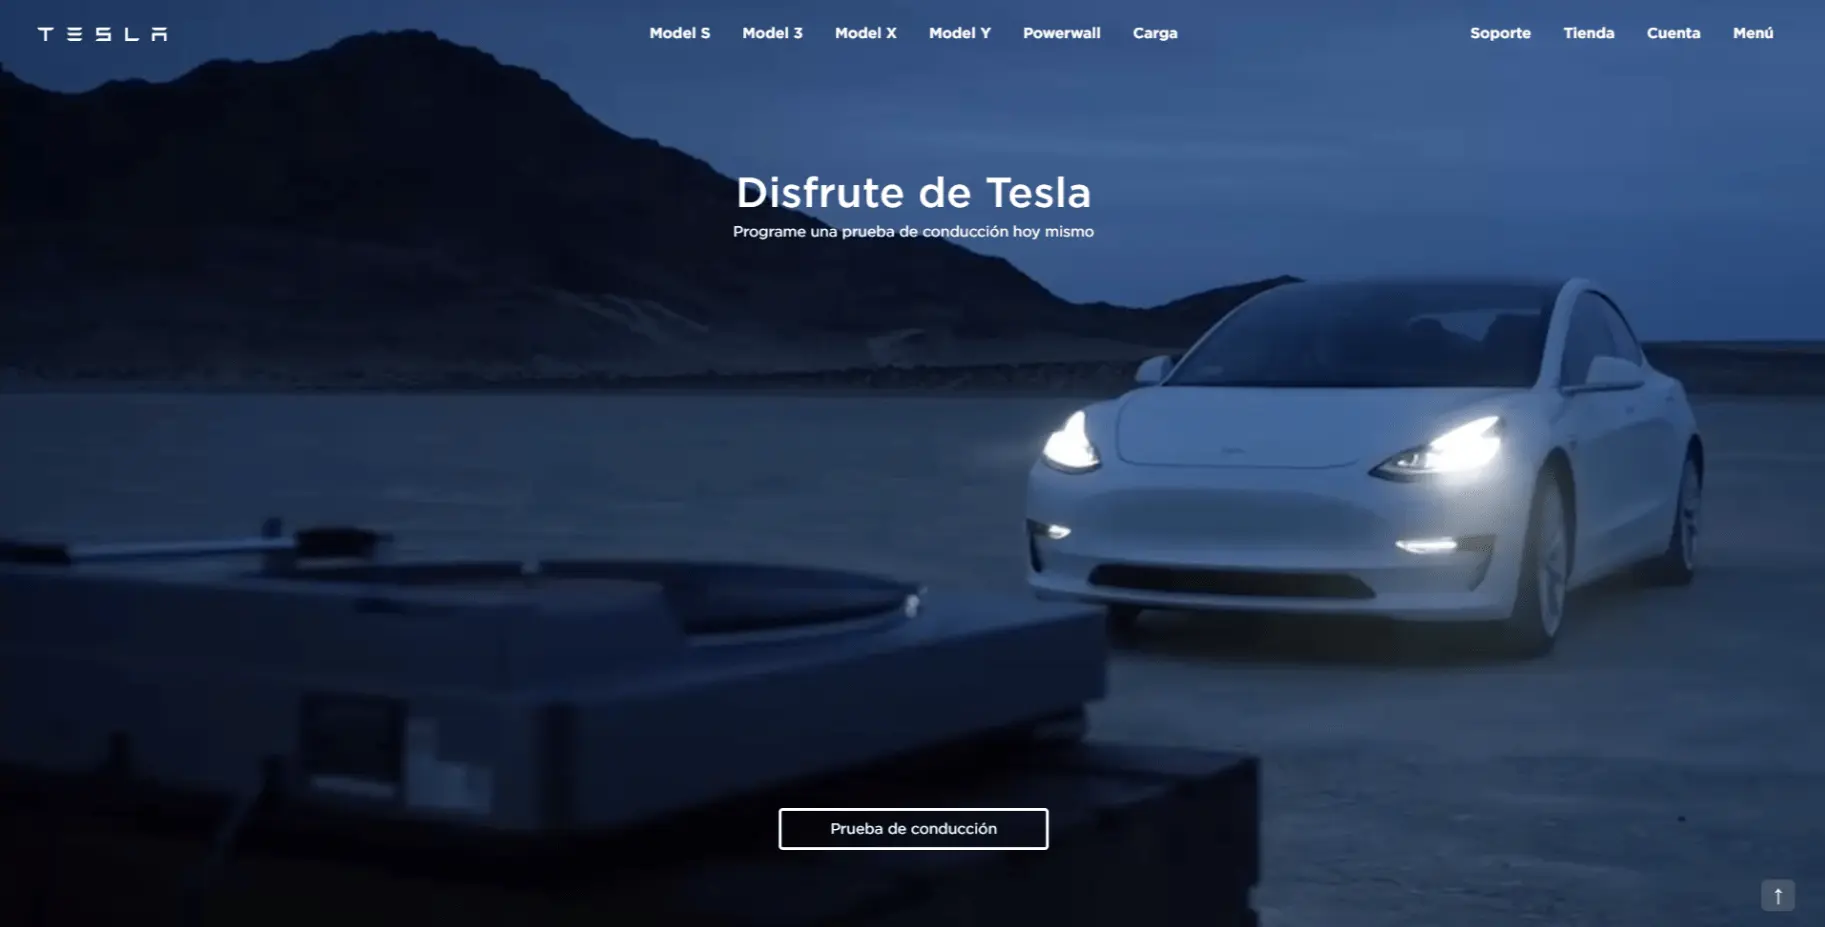 TESLA
Model S Model 3 Model X Model Y Powerwall Carga
Soporte Tienda Cuenta Menú
Disfrute de Tesla
Programe una prueba de conducción hoy mismo
Prueba de conducción
↑